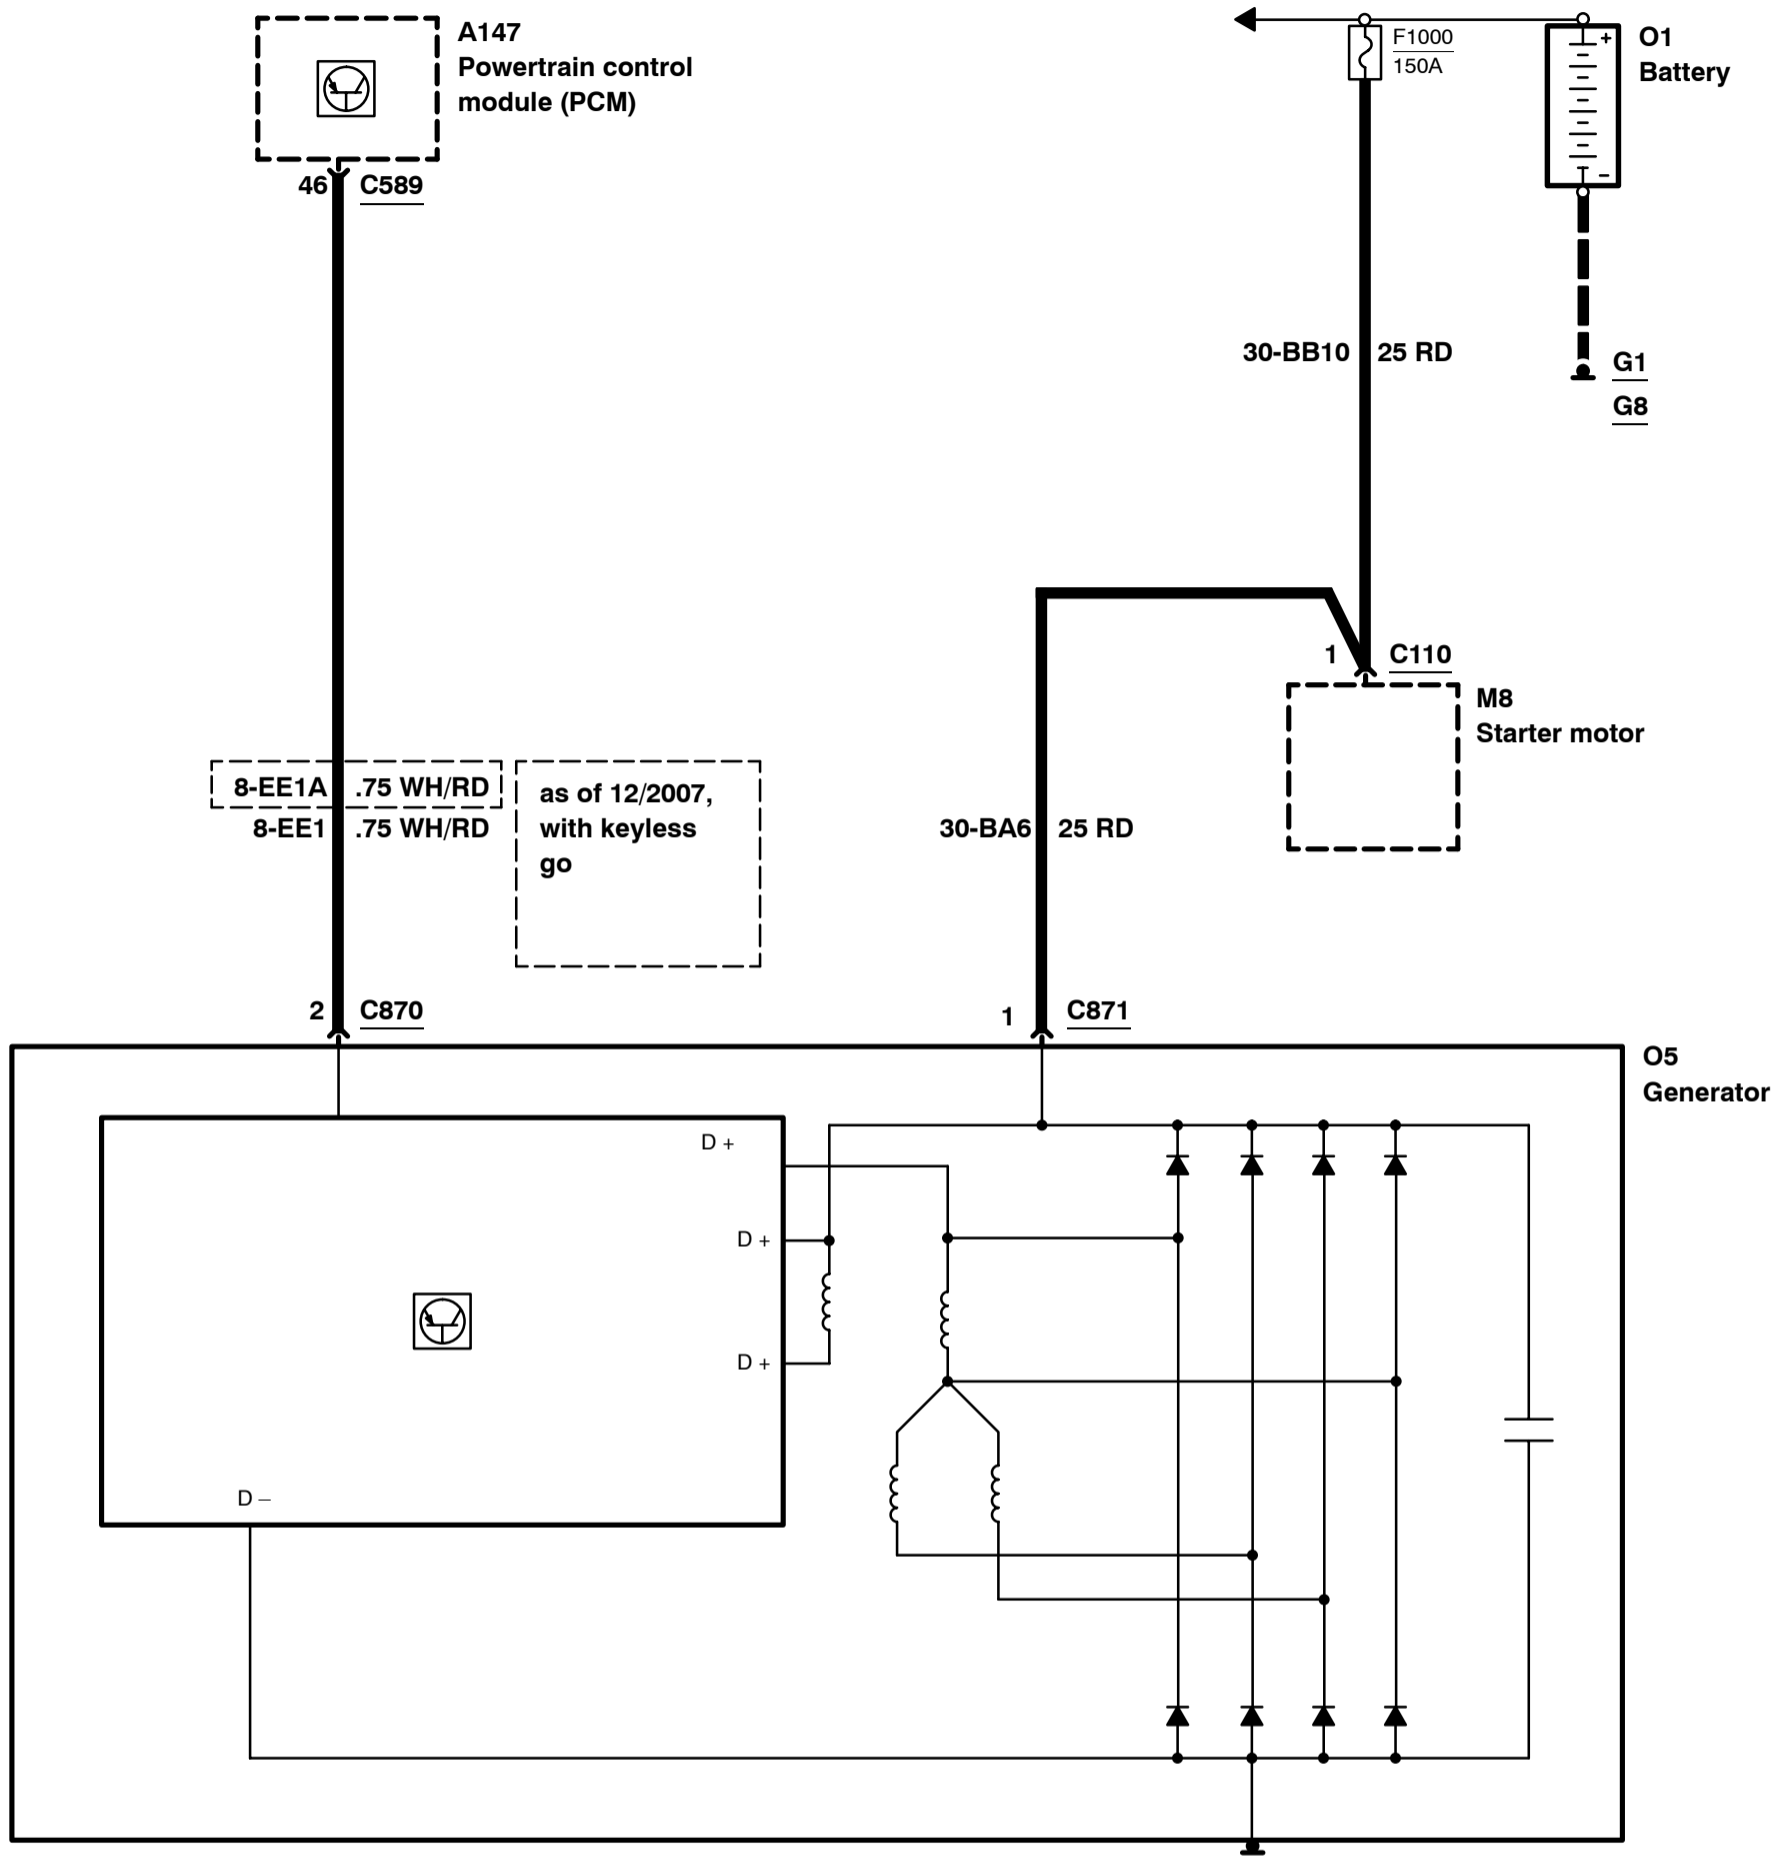 A147
Powertrain control
module (PCM)
46 C589
F1000
150A
+
−
O1
Battery
30-BB10 25 RD
G1
G8
1 C110
M8
Starter motor
8-EE1A .75 WH/RD
8-EE1 .75 WH/RD
as of 12/2007,
with keyless
go
30-BA6 25 RD
2 C870
1 C871
O5
Generator
D +
D +
D +
D −